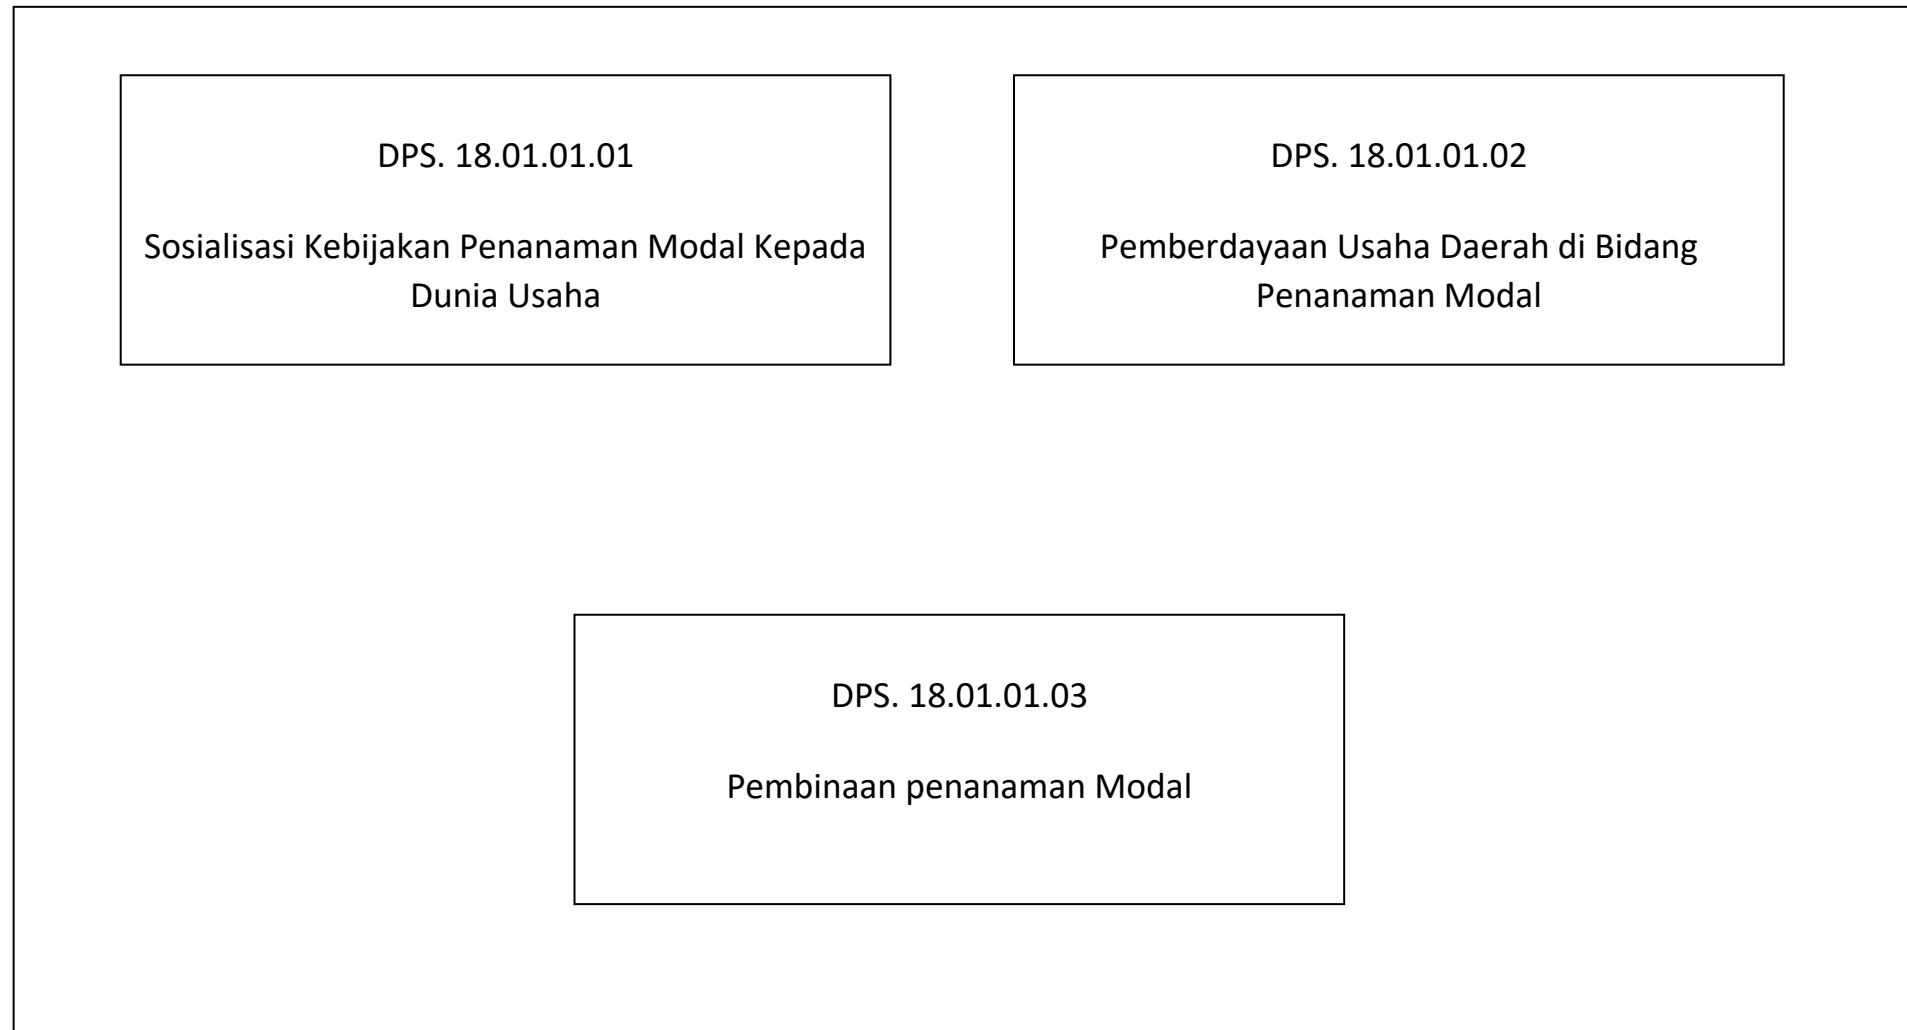 DPS. 18.01.01.01
Sosialisasi Kebijakan Penanaman Modal Kepada
Dunia Usaha
DPS. 18.01.01.02
Pemberdayaan Usaha Daerah di Bidang
Penanaman Modal
DPS. 18.01.01.03
Pembinaan penanaman Modal